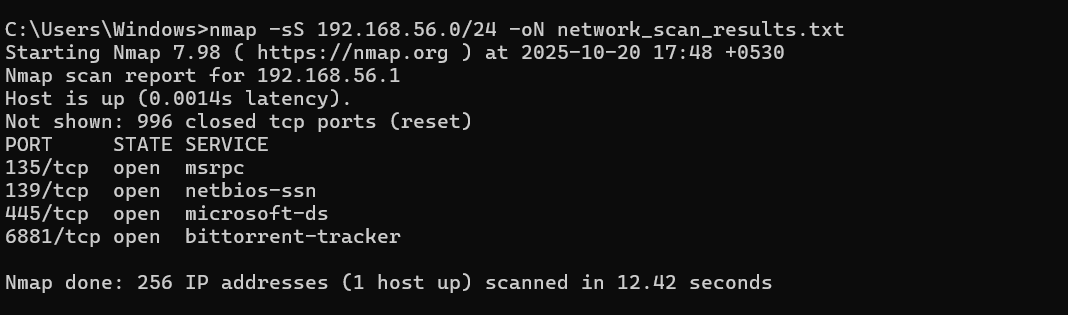 C:\Users\Windows>nmap -sS 192.168.56.0/24 -oN network_scan_results.txt
Starting Nmap 7.98 ( https://nmap.org ) at 2025-10-20 17:48 +0530
Nmap scan report for 192.168.56.1
Host is up (0.0014s latency).
Not shown: 996 closed tcp ports (reset)
PORT     STATE SERVICE
135/tcp  open  msrpc
139/tcp  open  netbios-ssn
445/tcp  open  microsoft-ds
6881/tcp open  bittorrent-tracker

Nmap done: 256 IP addresses (1 host up) scanned in 12.42 seconds